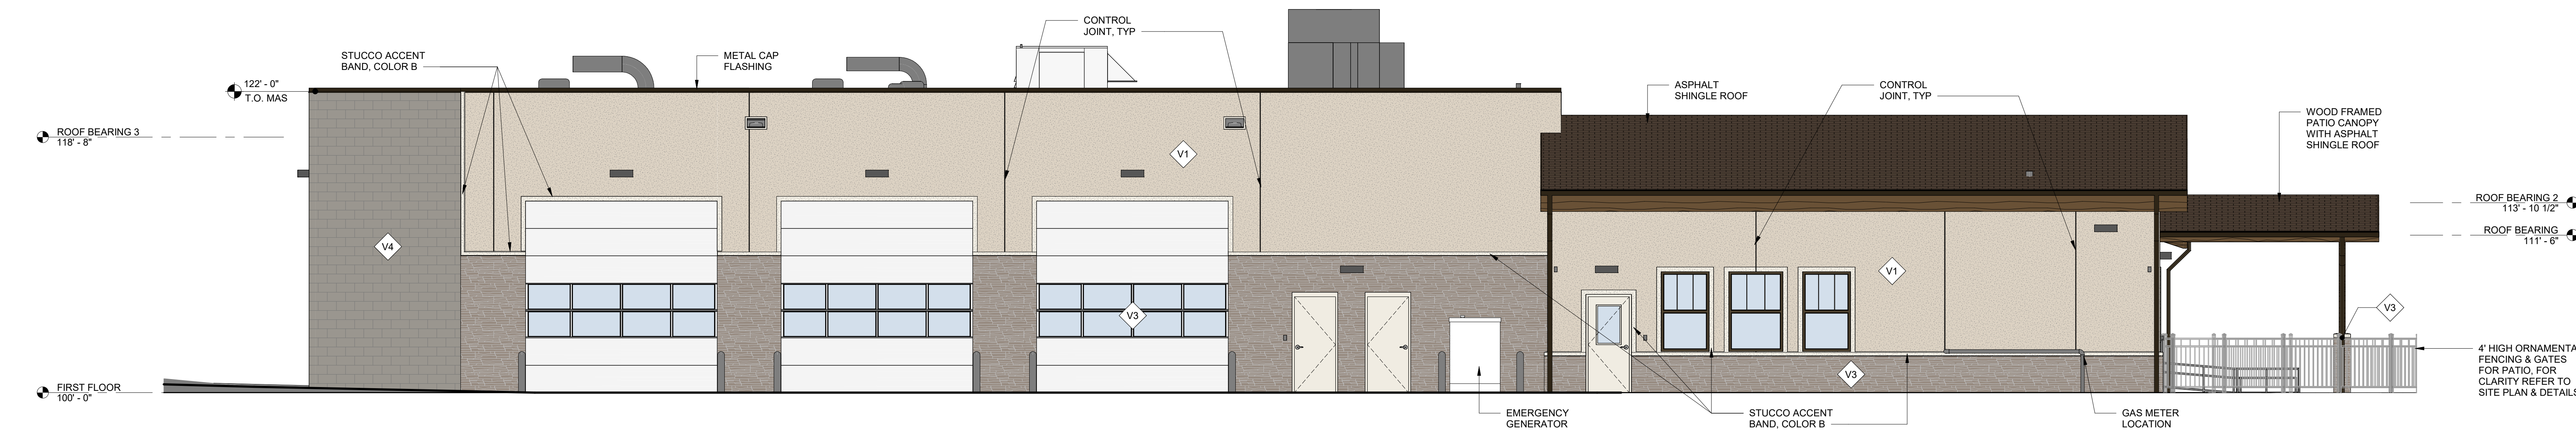 STUCCO ACCENT
BAND, COLOR B
METAL CAP
FLASHING
CONTROL
JOINT, TYP
ASPHALT
SHINGLE ROOF
CONTROL
JOINT, TYP
WOOD FRAMED
PATIO CANOPY
WITH ASPHALT
SHINGLE ROOF
122' - 0"
T.O. MAS
ROOF BEARING 3
118' - 8"
V1
V4
V3
V1
V3
V3
ROOF BEARING 2
113' - 10 1/2"
ROOF BEARING
111' - 6"
FIRST FLOOR
100' - 0"
4' HIGH ORNAMENTA
FENCING & GATES
FOR PATIO, FOR
CLARITY REFER TO
SITE PLAN & DETAILS
EMERGENCY
GENERATOR
STUCCO ACCENT
BAND, COLOR B
GAS METER
LOCATION